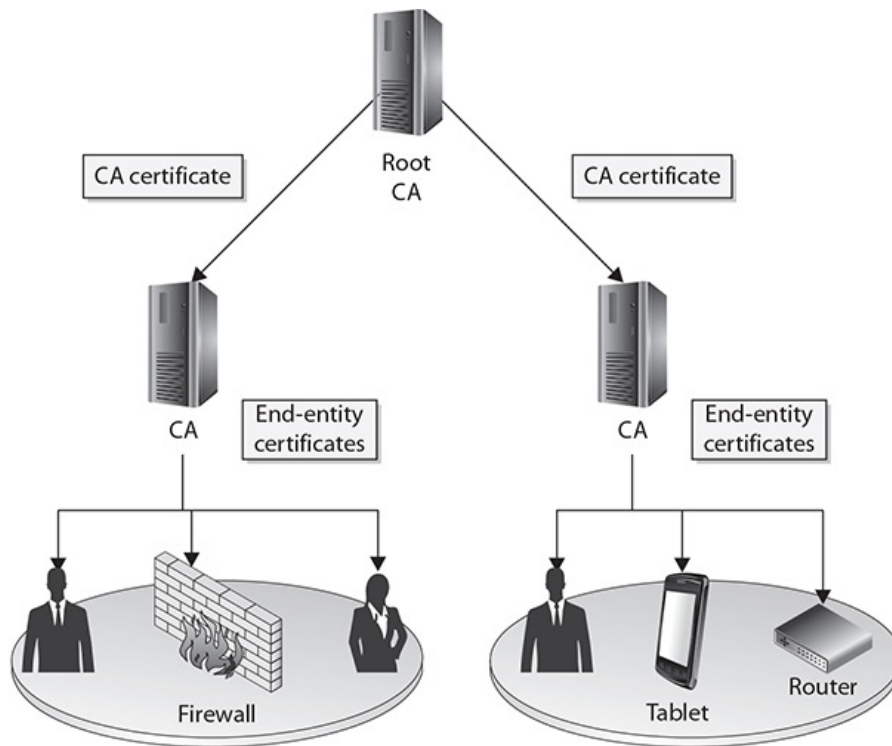 Root
CA
CA certificate
CA certificate
CA
End-entity
certificates
CA
End-entity
certificates
Firewall
Tablet
Router